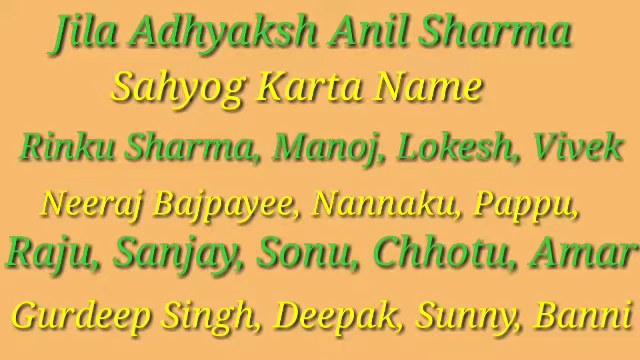 Jila Adhyaksh Anil Sharma
Sahyog Karta Name
Rinku Sharma, Manoj, Lokesh, Vivek
Neeraj Bajpayee, Nannaku, Pappu,
Raju, Sanjay, Sonu, Chhotu, Amar
Gurdeep Singh, Deepak, Sunny, Banni